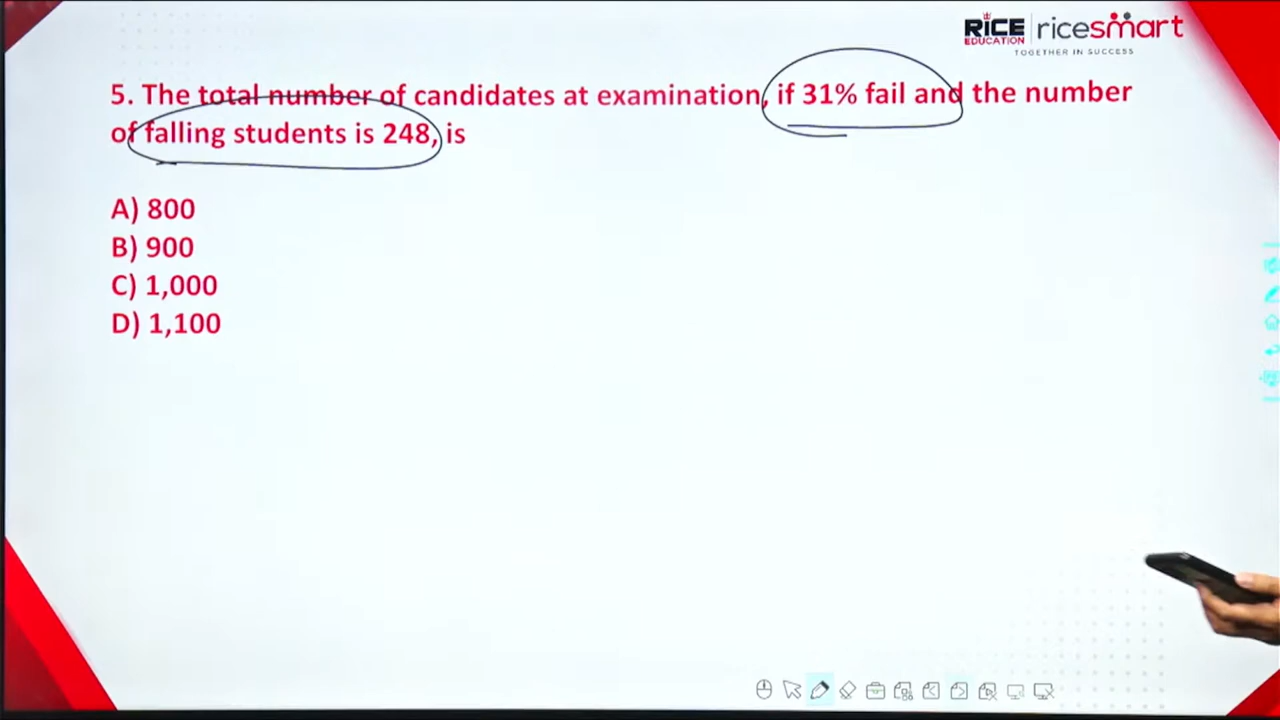 RICE EDUCATION ricesmart
TOGETHER IN SUCCESS
5. The total number of candidates at examination, if 31% fail and the number
of falling students is 248, is
A) 800
B) 900
C) 1,000
D) 1,100